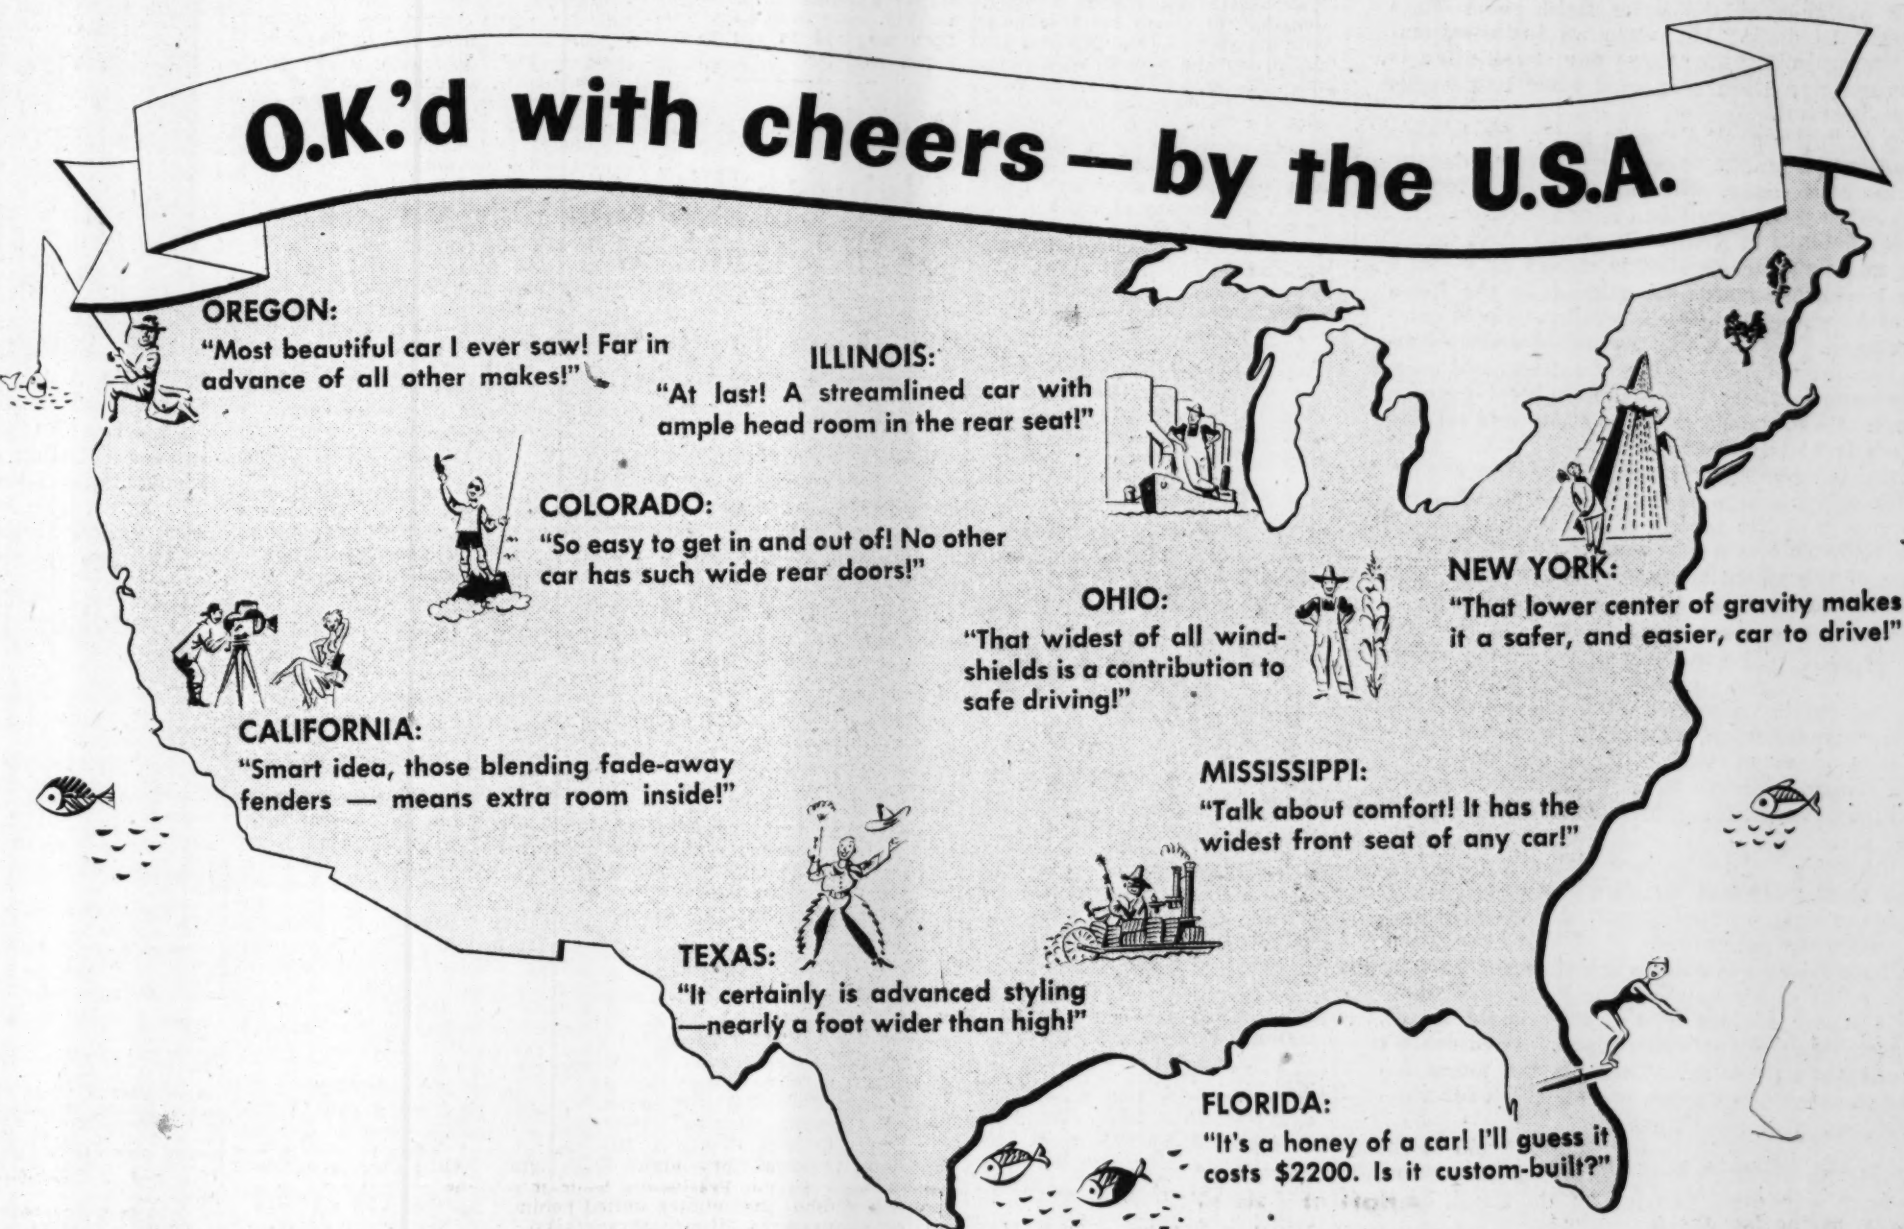 O.K.'d with cheers — by the U.S.A.
OREGON:
"Most beautiful car I ever saw! Far in
advance of all other makes!"
ILLINOIS:
"At last! A streamlined car with
ample head room in the rear seat!"
COLORADO:
"So easy to get in and out of! No other
car has such wide rear doors!"
OHIO:
"That widest of all wind-
shields is a contribution to
safe driving!"
NEW YORK:
"That lower center of gravity makes
it a safer, and easier, car to drive!"
CALIFORNIA:
"Smart idea, those blending fade-away
fenders — means extra room inside!"
MISSISSIPPI:
"Talk about comfort! It has the
widest front seat of any car!"
TEXAS:
"It certainly is advanced styling
—nearly a foot wider than high!"
FLORIDA:
"It's a honey of a car! I'll guess it
costs $2200. Is it custom-built?"